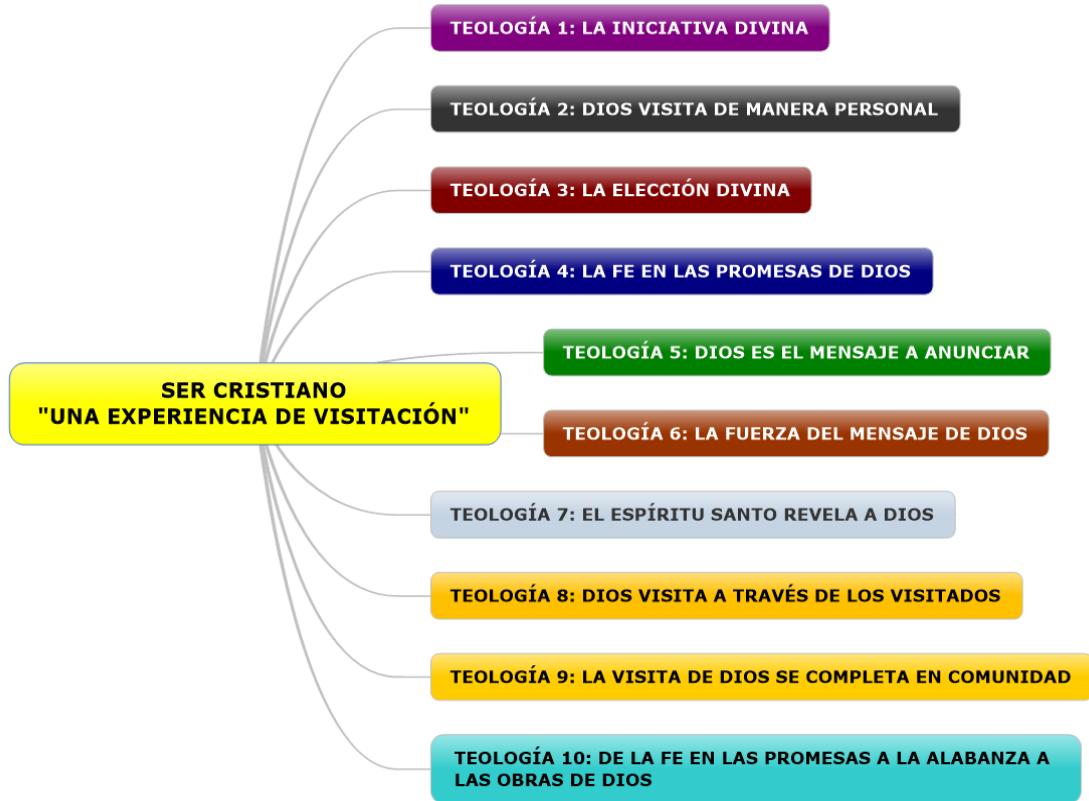 TEOLOGÍA 1: LA INICIATIVA DIVINA
TEOLOGÍA 2: DIOS VISITA DE MANERA PERSONAL
TEOLOGÍA 3: LA ELECCIÓN DIVINA
TEOLOGÍA 4: LA FE EN LAS PROMESAS DE DIOS
TEOLOGÍA 5: DIOS ES EL MENSAJE A ANUNCIAR
SER CRISTIANO
"UNA EXPERIENCIA DE VISITACIÓN"
TEOLOGÍA 6: LA FUERZA DEL MENSAJE DE DIOS
TEOLOGÍA 7: EL ESPÍRITU SANTO REVELA A DIOS
TEOLOGÍA 8: DIOS VISITA A TRAVÉS DE LOS VISITADOS
TEOLOGÍA 9: LA VISITA DE DIOS SE COMPLETA EN COMUNIDAD
TEOLOGÍA 10: DE LA FE EN LAS PROMESAS A LA ALABANZA A
LAS OBRAS DE DIOS